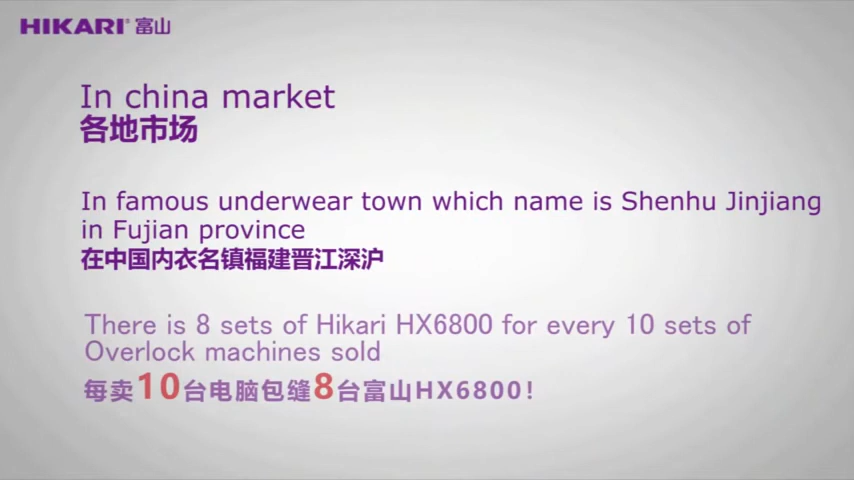 HIKARI® 富山
In china market
各地市场
In famous underwear town which name is Shenhu Jinjiang
in Fujian province
在中国内衣名镇福建晋江深沪
There is 8 sets of Hikari HX6800 for every 10 sets of
Overlock machines sold
每卖10台电脑包缝8台富山HX6800！